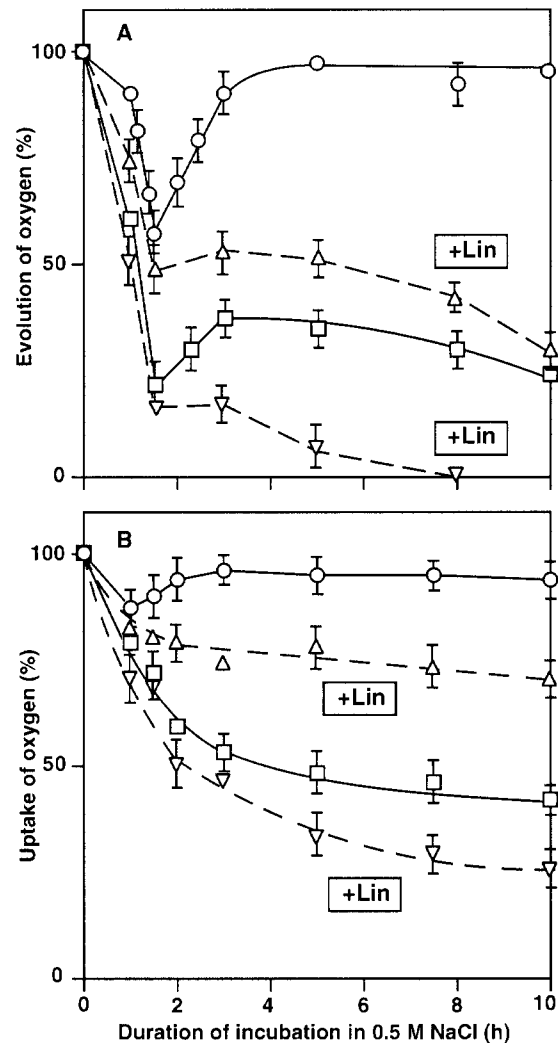 A
100
50
0
Evolution of oxygen (%)
+Lin
+Lin
B
100
50
0
Uptake of oxygen (%)
+Lin
+Lin
0 2 4 6 8 10
Duration of incubation in 0.5 M NaCl (h)